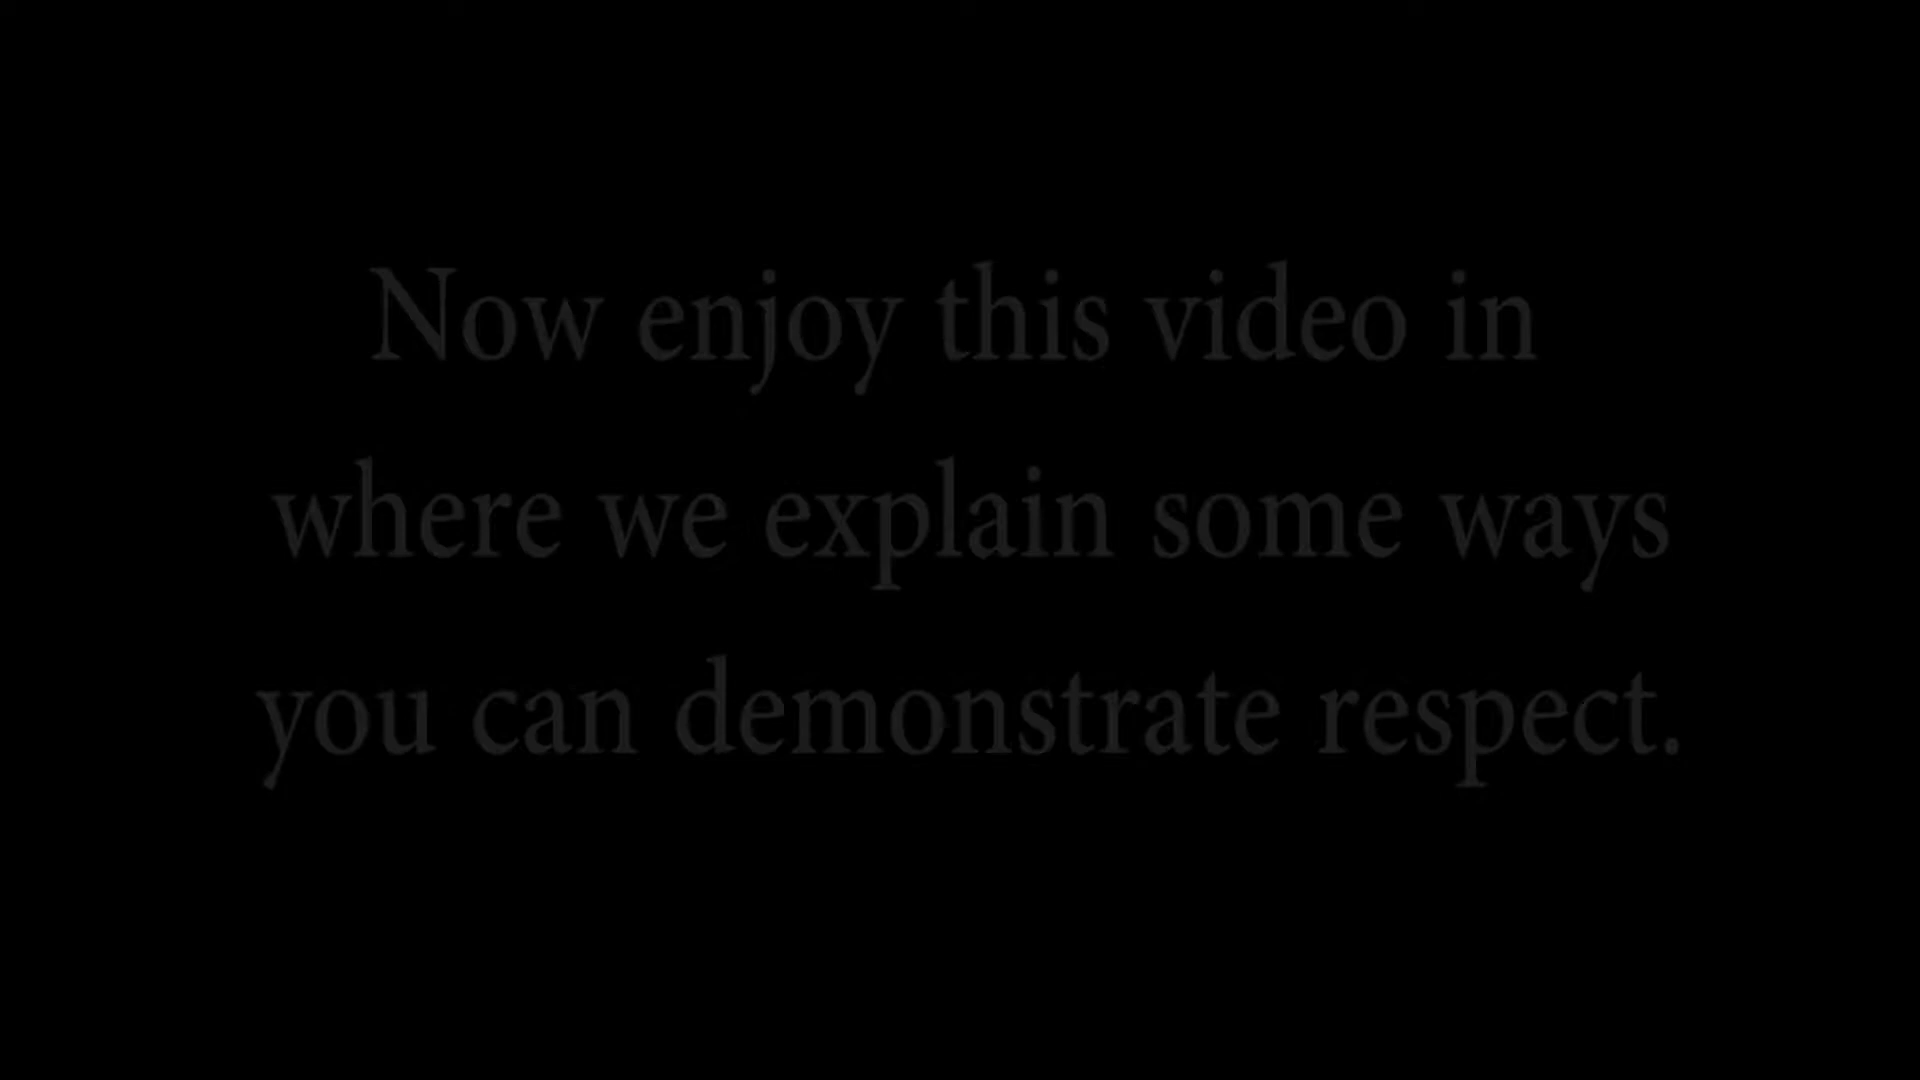 Now enjoy this video in
where we explain some ways
you can demonstrate respect.